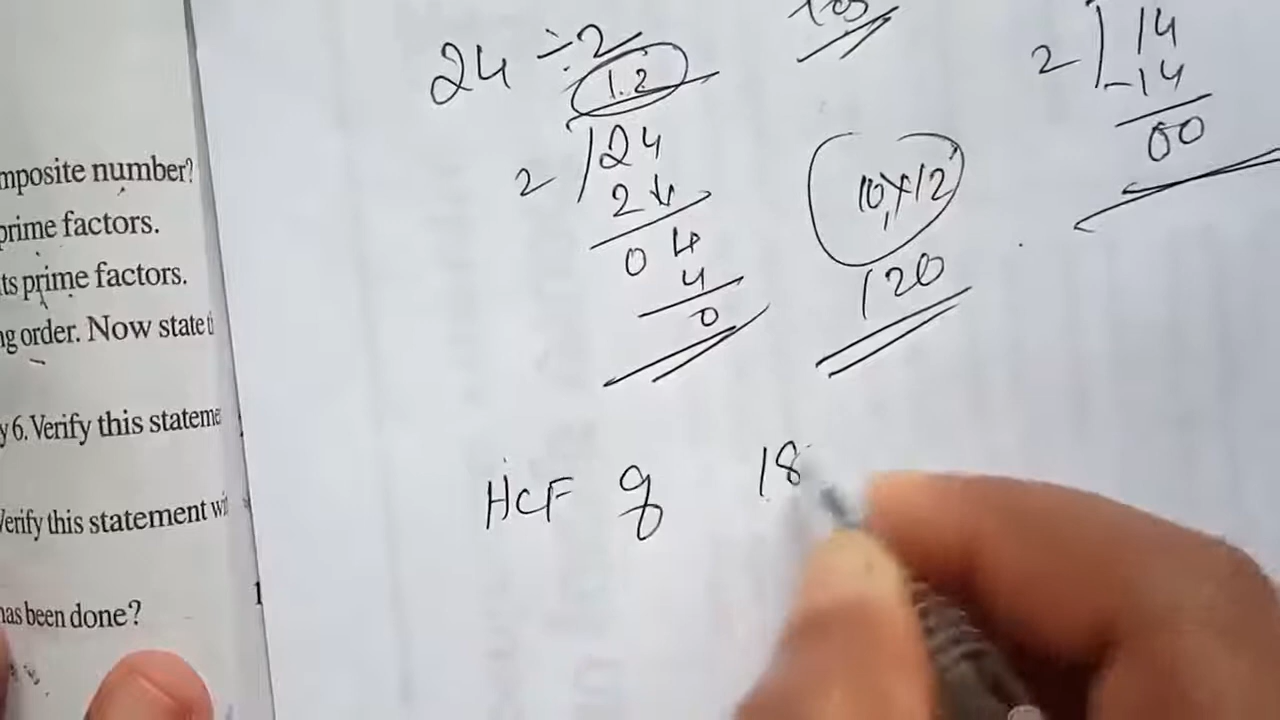 mposite number?
prime factors.
ts prime factors.
ng order. Now state
y 6. Verify this stateme
Verify this statement wi
has been done?
1
24 ÷ 2
12
2 24
24
04
4
0
10×12
120
2 14
-14
00
HCF of 18